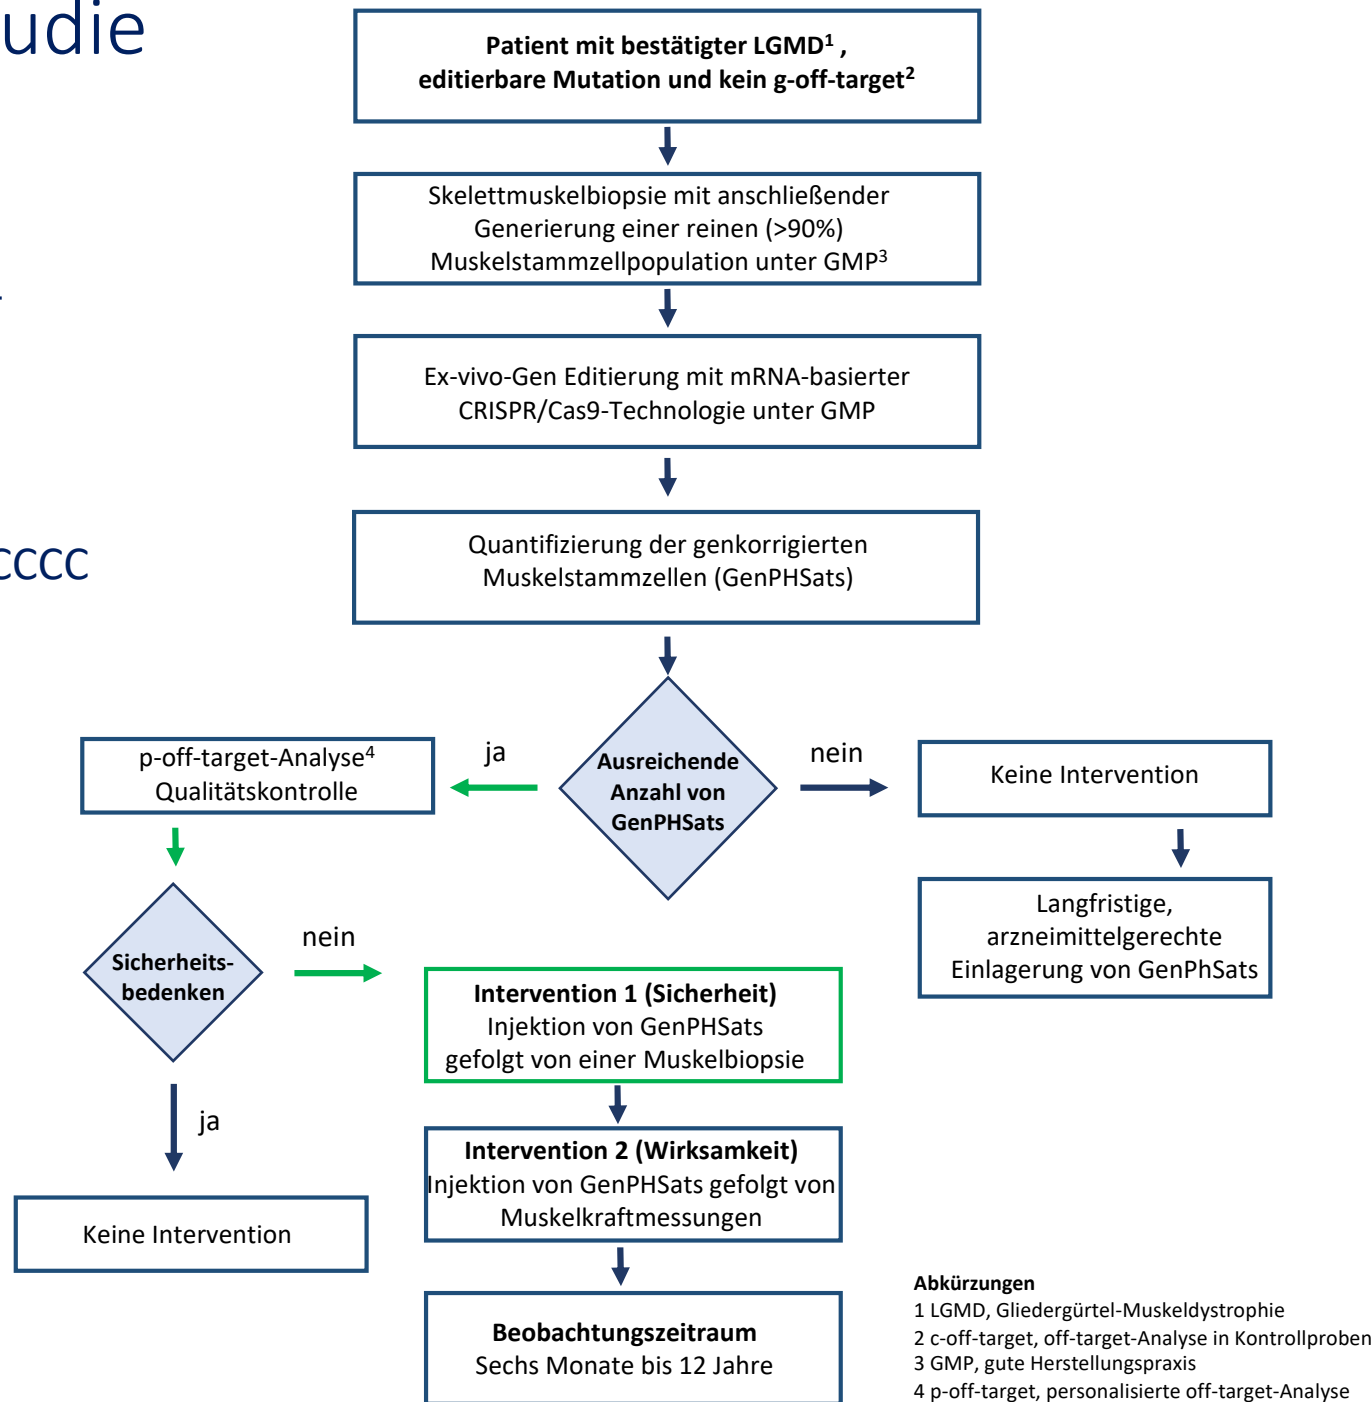 udie
cccc
Patient mit bestätigter LGMD¹ ,
editierbare Mutation und kein g-off-target²
Skelettmuskelbiopsie mit anschließender
Generierung einer reinen (>90%)
Muskelstammzellpopulation unter GMP³
Ex-vivo-Gen Editierung mit mRNA-basierter
CRISPR/Cas9-Technologie unter GMP
Quantifizierung der genkorrigierten
Muskelstammzellen (GenPHSats)
Ausreichende
Anzahl von
GenPHSats
ja
nein
p-off-target-Analyse⁴
Qualitätskontrolle
Keine Intervention
Langfristige,
arzneimittelgerechte
Einlagerung von GenPhSats
Sicherheits-
bedenken
nein
ja
Keine Intervention
Intervention 1 (Sicherheit)
Injektion von GenPHSats
gefolgt von einer Muskelbiopsie
Intervention 2 (Wirksamkeit)
Injektion von GenPHSats gefolgt von
Muskelkraftmessungen
Beobachtungszeitraum
Sechs Monate bis 12 Jahre
Abkürzungen
1 LGMD, Gliedergürtel-Muskeldystrophie
2 c-off-target, off-target-Analyse in Kontrollproben
3 GMP, gute Herstellungspraxis
4 p-off-target, personalisierte off-target-Analyse